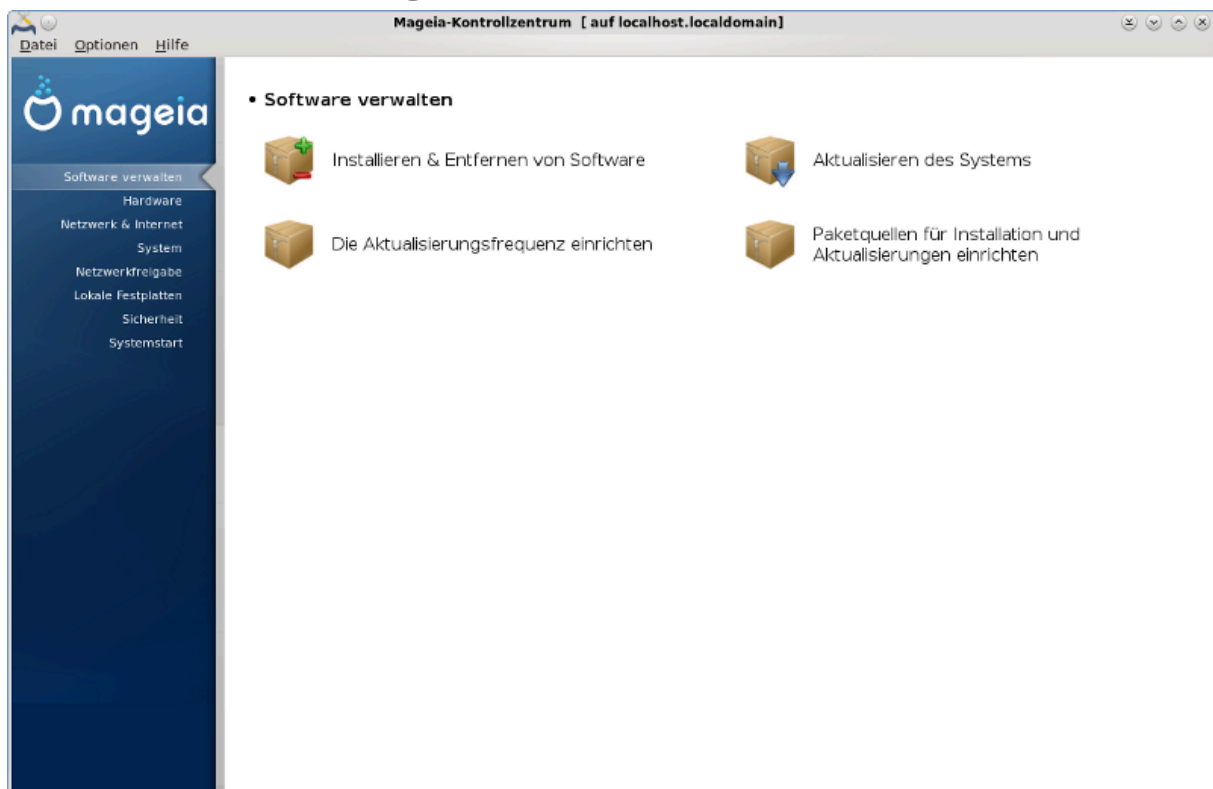 Mageia-Kontrollzentrum [ auf localhost.localdomain]
Datei Optionen Hilfe
mageia
Software verwalten
Hardware
Netzwerk & Internet
System
Netzwerkfreigabe
Lokale Festplatten
Sicherheit
Systemstart
• Software verwalten
Installieren & Entfernen von Software
Aktualisieren des Systems
Die Aktualisierungsfrequenz einrichten
Paketquellen für Installation und
Aktualisierungen einrichten